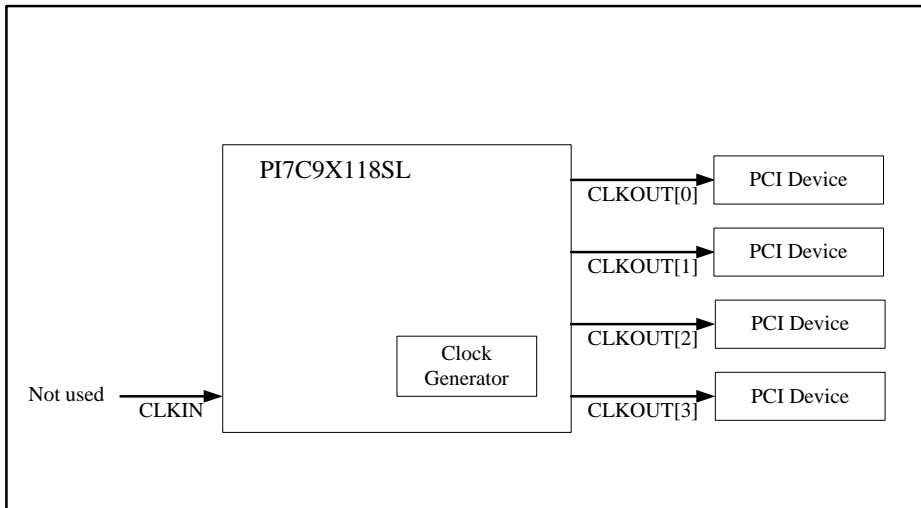 PI7C9X118SL
CLKOUT[0]
PCI Device
CLKOUT[1]
PCI Device
CLKOUT[2]
PCI Device
Clock
Generator
Not used
CLKIN
CLKOUT[3]
PCI Device